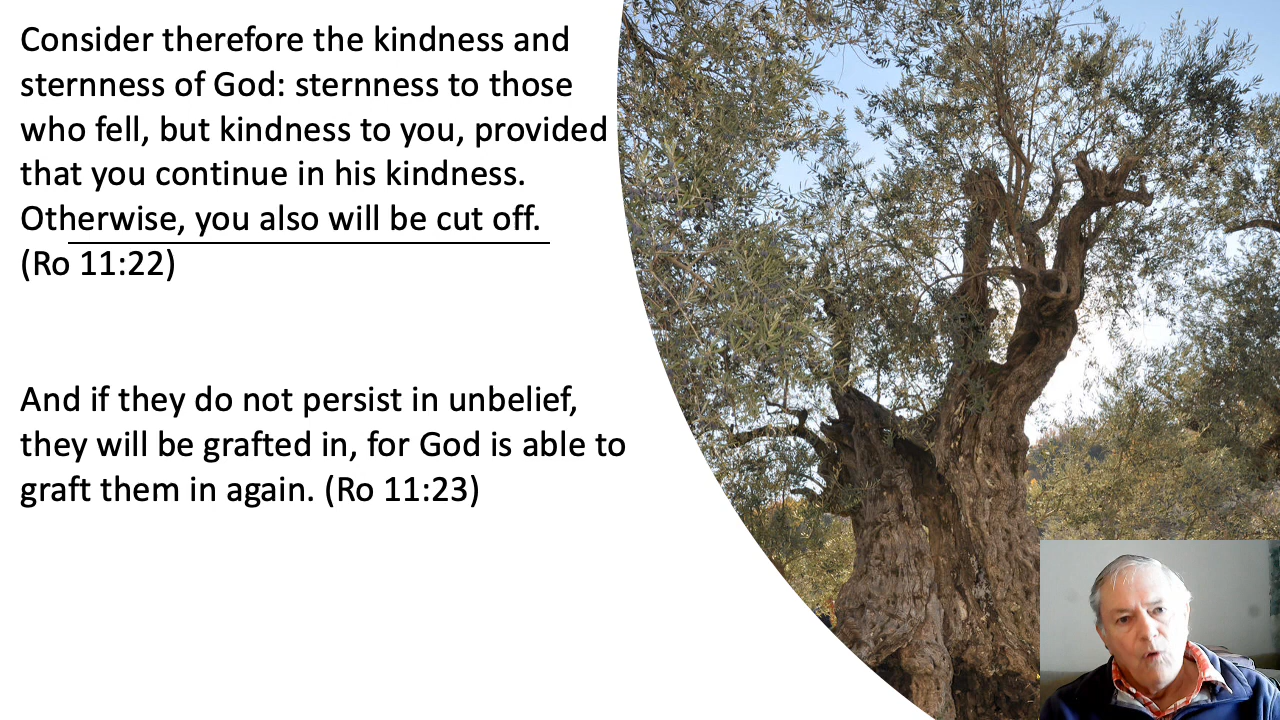 Consider therefore the kindness and
sternness of God: sternness to those
who fell, but kindness to you, provided
that you continue in his kindness.
Otherwise, you also will be cut off.
(Ro 11:22)
And if they do not persist in unbelief,
they will be grafted in, for God is able to
graft them in again. (Ro 11:23)